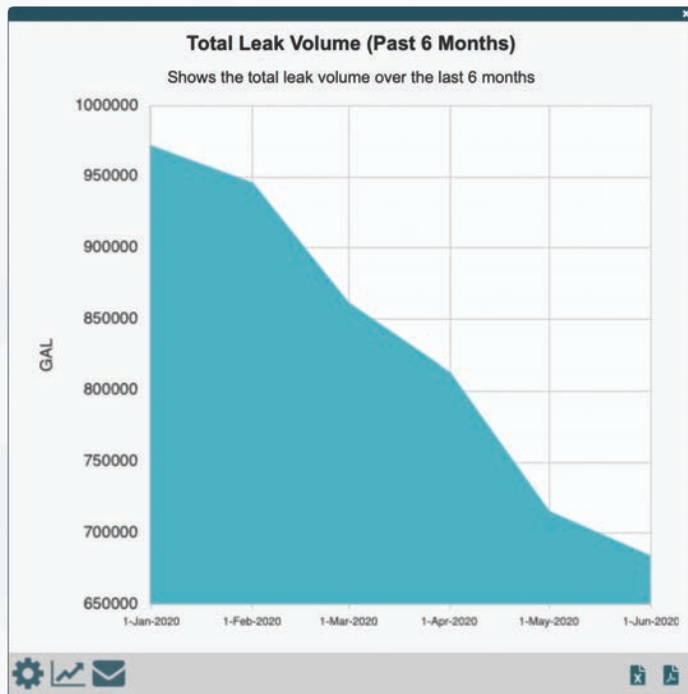 Total Leak Volume (Past 6 Months)
Shows the total leak volume over the last 6 months
1000000
950000
900000
850000
800000
750000
700000
650000
GAL
1-Jan-2020 1-Feb-2020 1-Mar-2020 1-Apr-2020 1-May-2020 1-Jun-2020